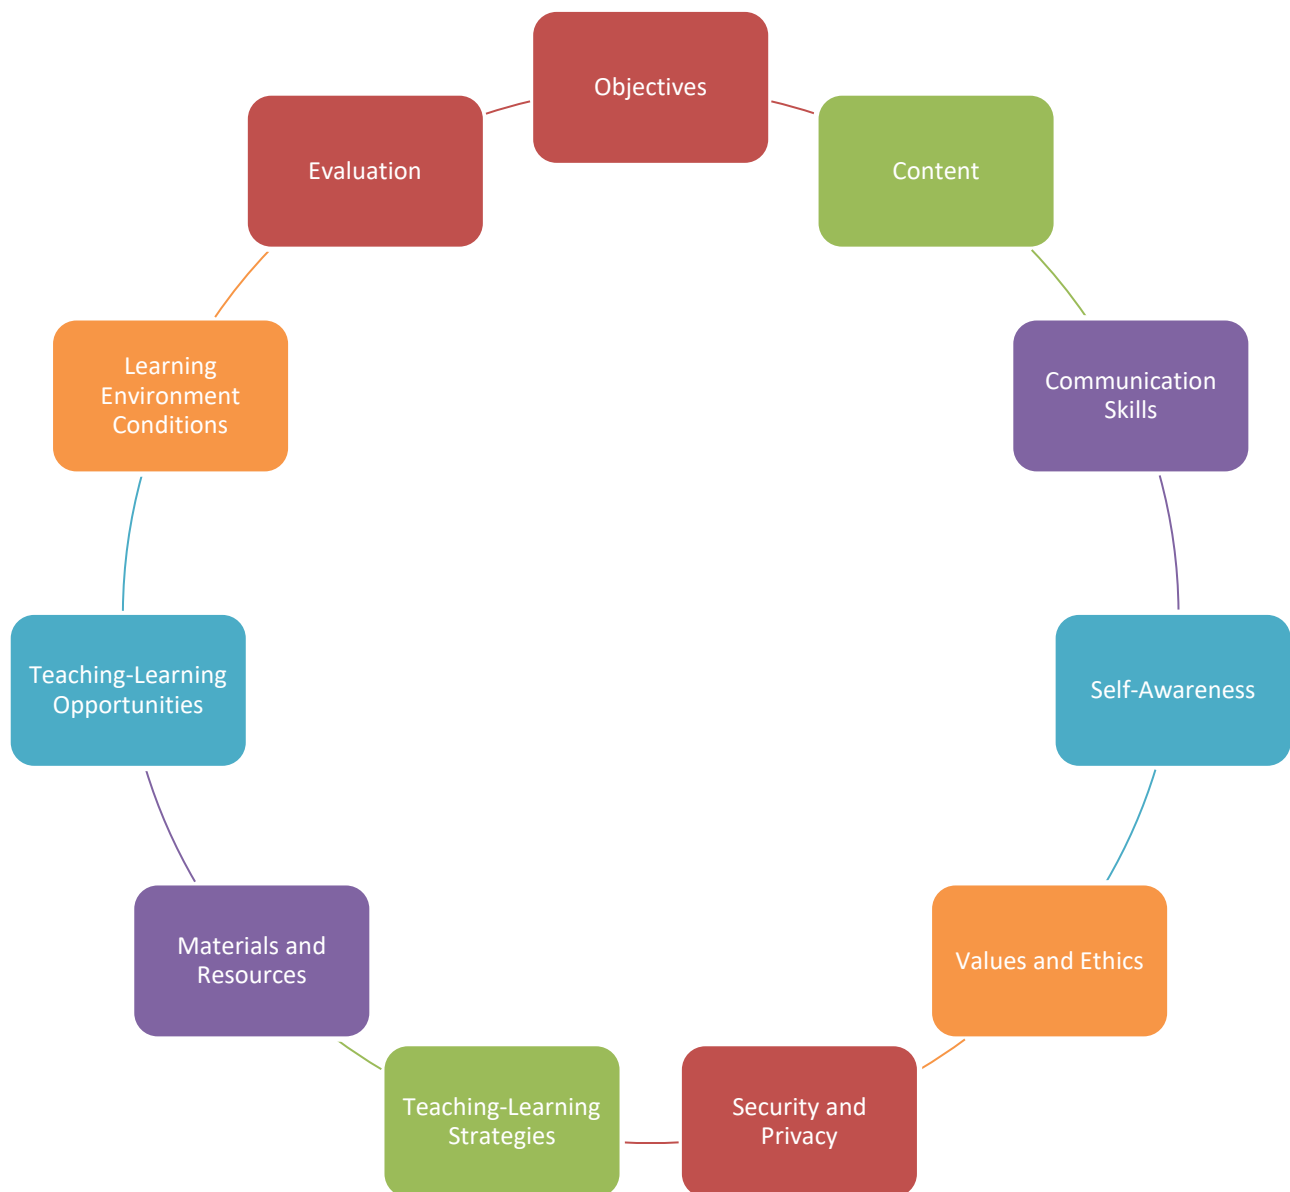 Objectives
Content
Communication
Skills
Self-Awareness
Values and Ethics
Security and
Privacy
Teaching-Learning
Strategies
Materials and
Resources
Teaching-Learning
Opportunities
Learning
Environment
Conditions
Evaluation